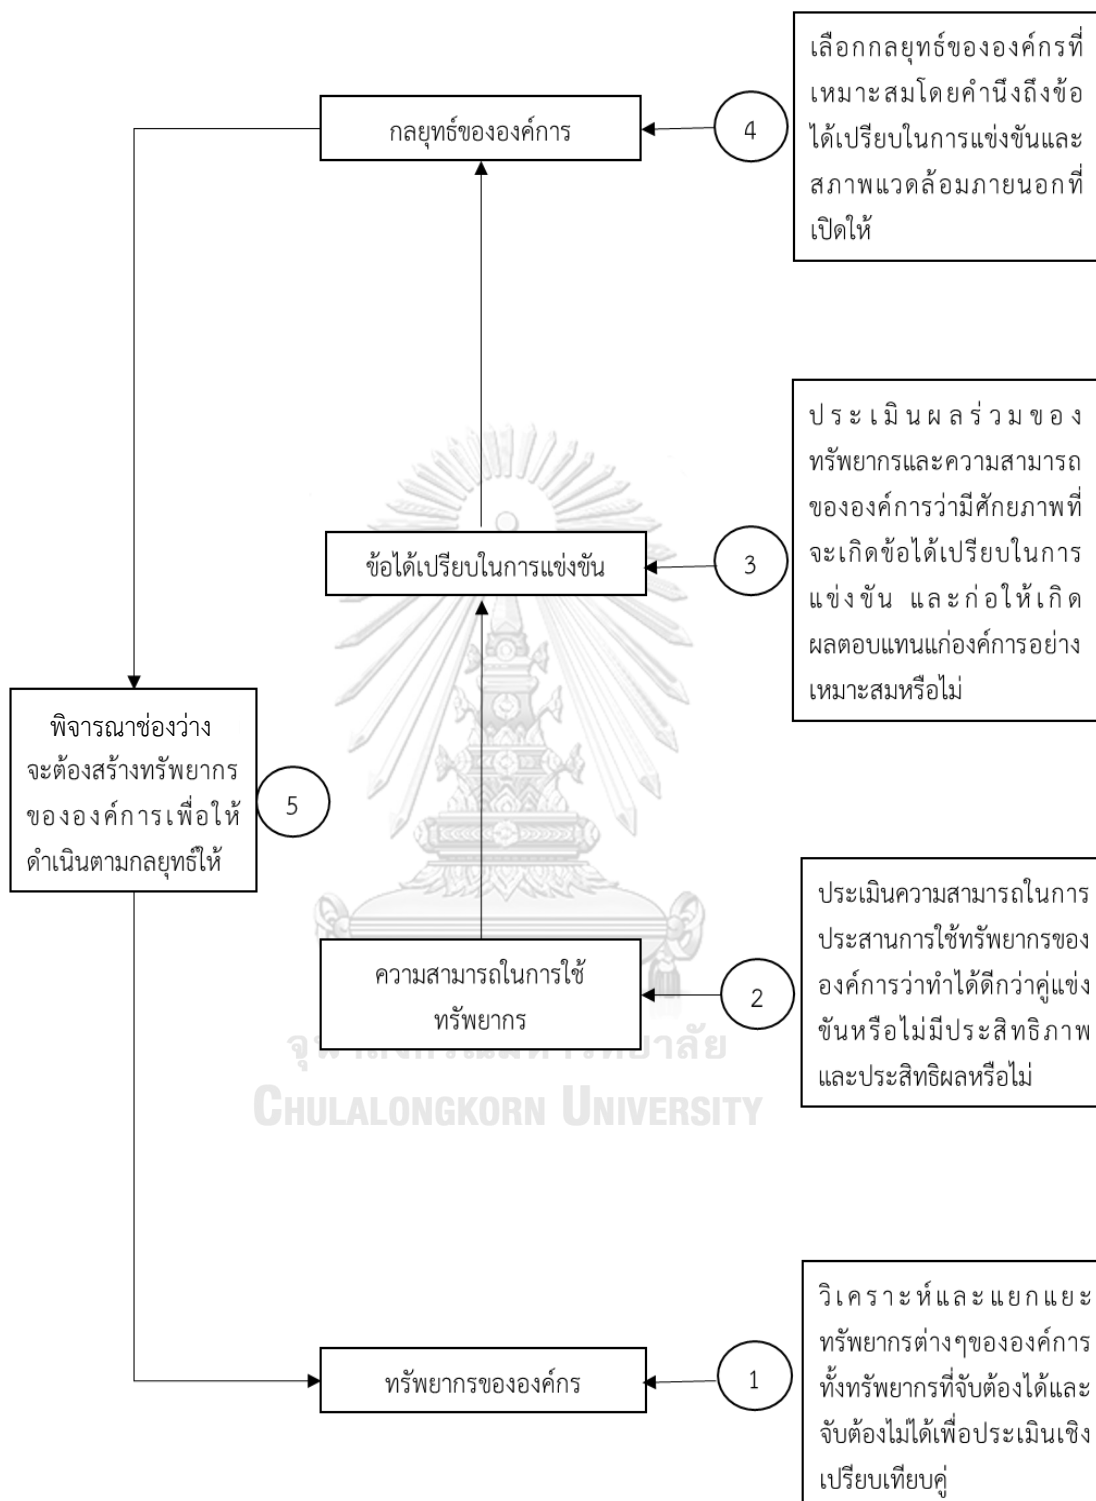 เลือกกลยุทธ์ขององค์กรที่
เหมาะสมโดยคำนึงถึงข้อ
ได้เปรียบในการแข่งขันและ
สภาพแวดล้อมภายนอกที่
เปิดให้
กลยุทธ์ขององค์การ
4
ประเมินผลร่วมของ
ทรัพยากรและความสามารถ
ขององค์การว่ามีศักยภาพที่
จะเกิดข้อได้เปรียบในการ
แข่งขัน และก่อให้เกิด
ผลตอบแทนแก่องค์การอย่าง
เหมาะสมหรือไม่
ข้อได้เปรียบในการแข่งขัน
3
พิจารณาช่องว่าง
จะต้องสร้างทรัพยากร
ขององค์การเพื่อให้
ดำเนินตามกลยุทธ์ให้
5
ประเมินความสามารถในการ
ประสานการใช้ทรัพยากรของ
องค์การว่าทำได้ดีกว่าคู่แข่ง
ขันหรือไม่มีประสิทธิภาพ
และประสิทธิผลหรือไม่
ความสามารถในการใช้
ทรัพยากร
2
จุฬาลงกรณ์มหาวิทยาลัย
CHULALONGKORN UNIVERSITY
วิเคราะห์และแยกแยะ
ทรัพยากรต่างๆขององค์การ
ทั้งทรัพยากรที่จับต้องได้และ
จับต้องไม่ได้เพื่อประเมินเชิง
เปรียบเทียบคู่
ทรัพยากรขององค์กร
1